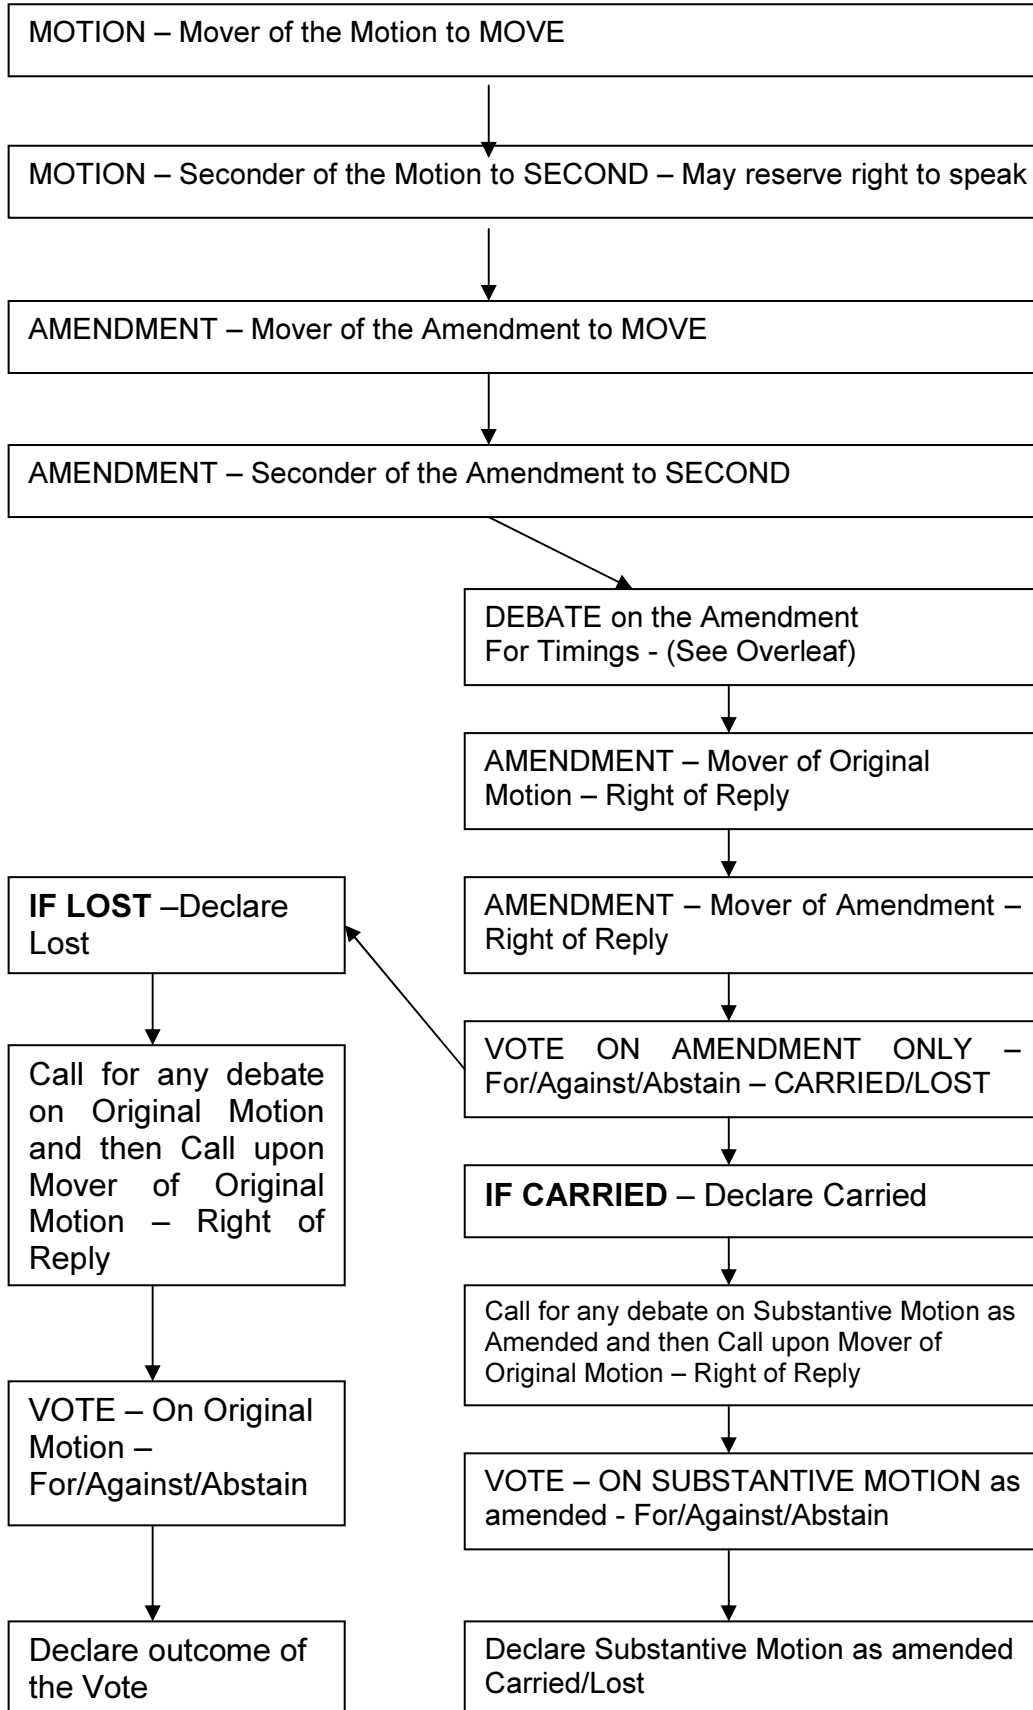 MOTION – Mover of the Motion to MOVE
MOTION – Seconder of the Motion to SECOND – May reserve right to speak
AMENDMENT – Mover of the Amendment to MOVE
AMENDMENT – Seconder of the Amendment to SECOND
DEBATE on the Amendment
For Timings - (See Overleaf)
AMENDMENT – Mover of Original
Motion – Right of Reply
AMENDMENT – Mover of Amendment –
Right of Reply
VOTE ON AMENDMENT ONLY –
For/Against/Abstain – CARRIED/LOST
IF LOST –Declare
Lost
Call for any debate
on Original Motion
and then Call upon
Mover of Original
Motion – Right of
Reply
VOTE – On Original
Motion –
For/Against/Abstain
Declare outcome of
the Vote
IF CARRIED – Declare Carried
Call for any debate on Substantive Motion as
Amended and then Call upon Mover of
Original Motion – Right of Reply
VOTE – ON SUBSTANTIVE MOTION as
amended - For/Against/Abstain
Declare Substantive Motion as amended
Carried/Lost